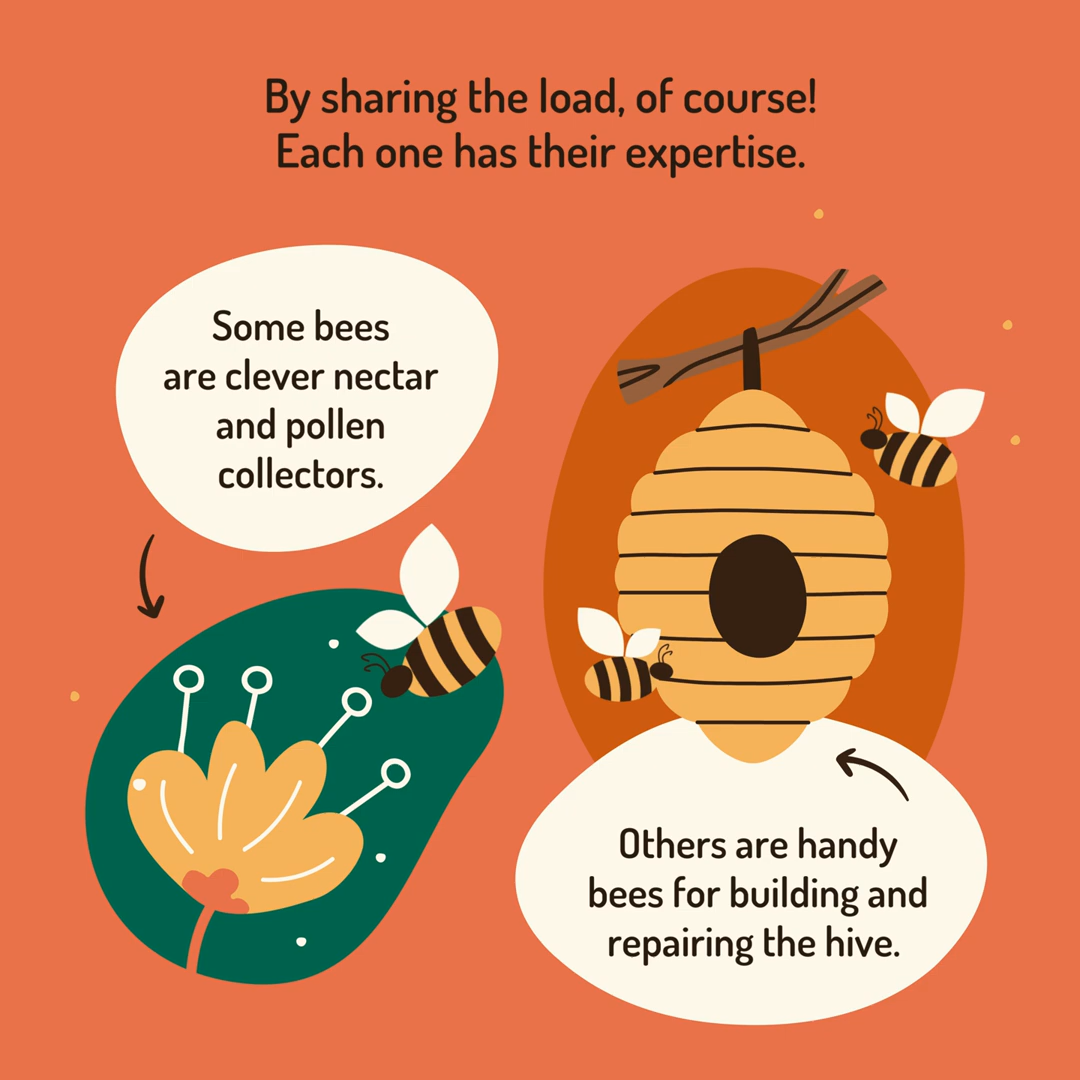 By sharing the load, of course!
Each one has their expertise.
Some bees
are clever nectar
and pollen
collectors.
Others are handy
bees for building and
repairing the hive.